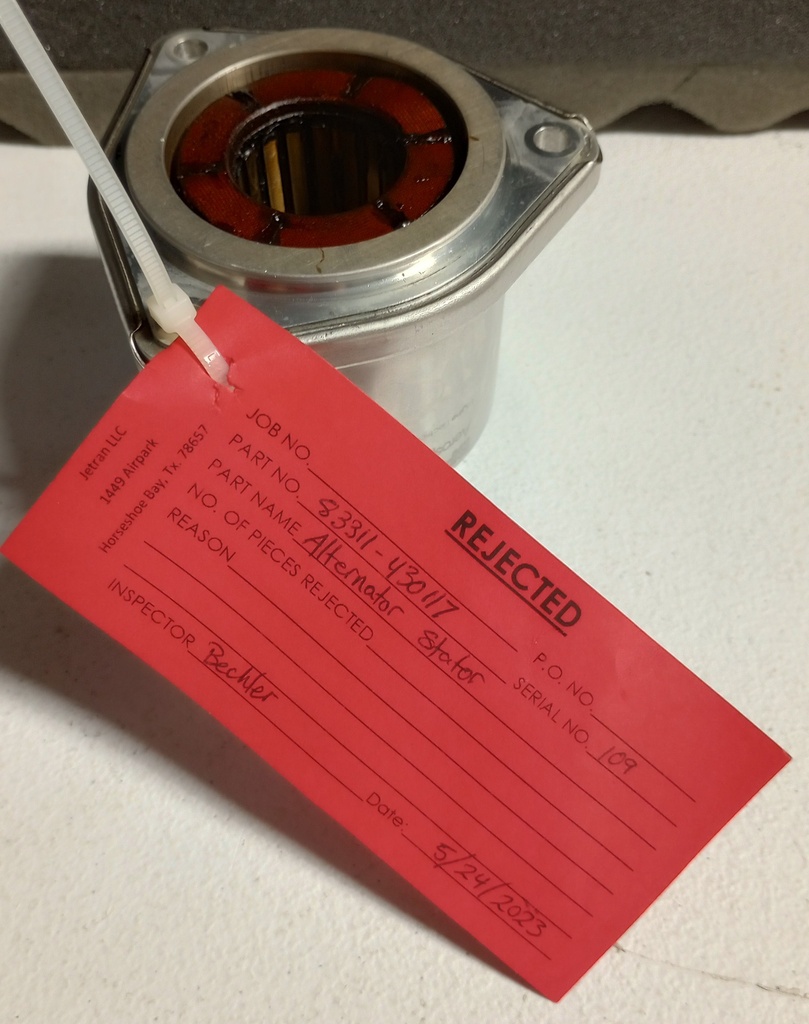 Jetran LLC
1449 Airpark
Horseshoe Bay, Tx. 78657
REJECTED
JOB NO.
P.O. NO.
PART NO. 83311-430117
SERIAL NO. 109
PART NAME Alternator Stator
NO. OF PIECES REJECTED
REASON
INSPECTOR Bechler
Date: 5/24/2023